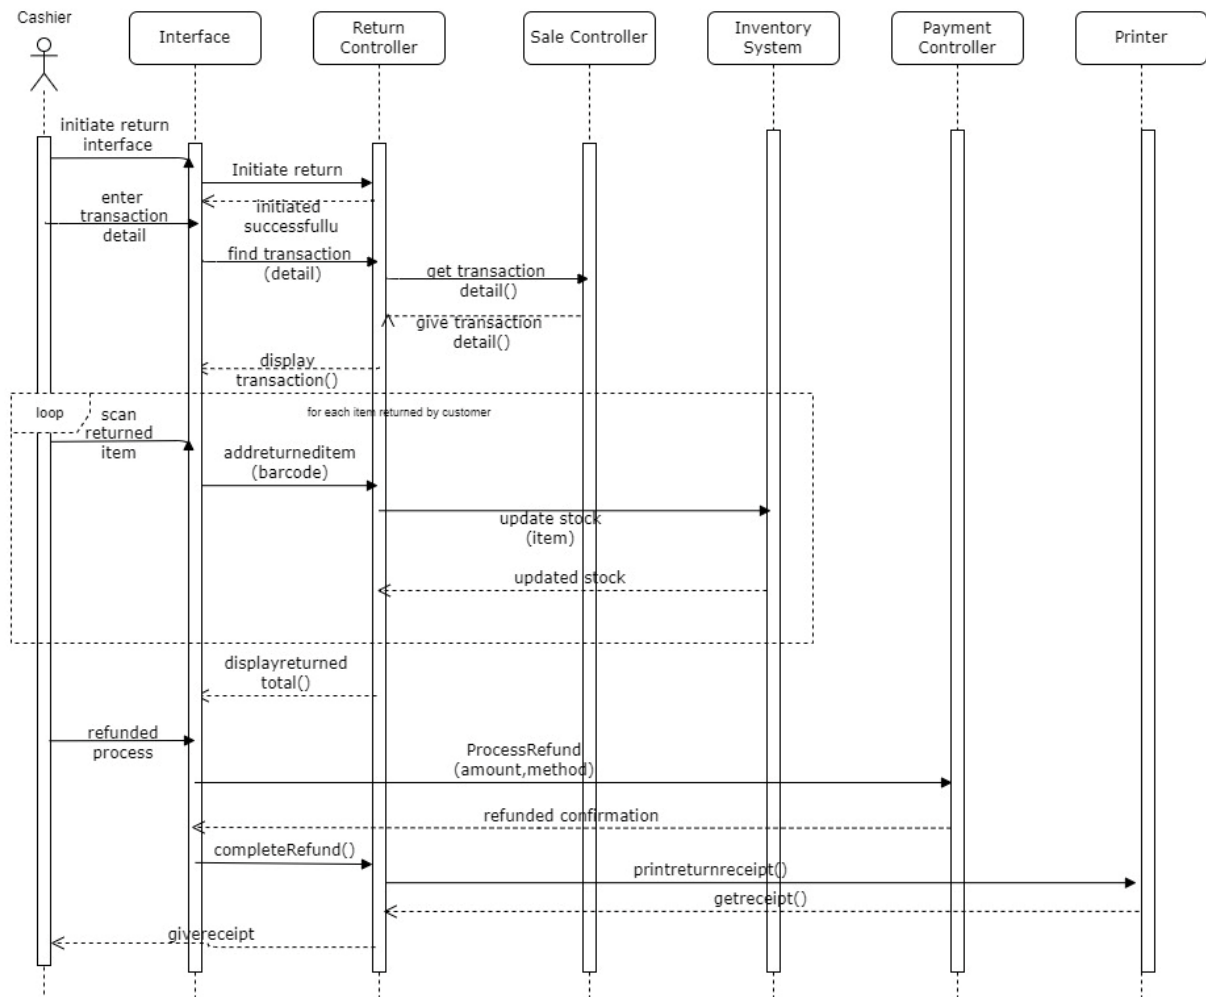 Cashier
Interface
Return
Controller
Sale Controller
Inventory
System
Payment
Controller
Printer
initiate return
interface
Initiate return
enter
transaction
detail
initiated
successfullu
find transaction
(detail)
get transaction
detail()
give transaction
detail()
display
transaction()
loop
for each item returned by customer
scan
returned
item
addreturneditem
(barcode)
update stock
(item)
updated stock
displayreturned
total()
refunded
process
ProcessRefund
(amount,method)
refunded confirmation
completeRefund()
printreturnreceipt()
getreceipt()
givereceipt